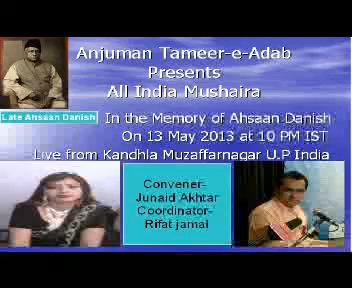 Anjuman Tameer-e-Adab
Presents
All India Mushaira
Late Ahsaan Danish
In the Memory of Ahsaan Danish
On 13 May 2013 at 10 PM IST
Live from Kandhla Muzaffarnagar U.P India
Convener-
Junaid Akhtar
Coordinator-
Rifat jamal